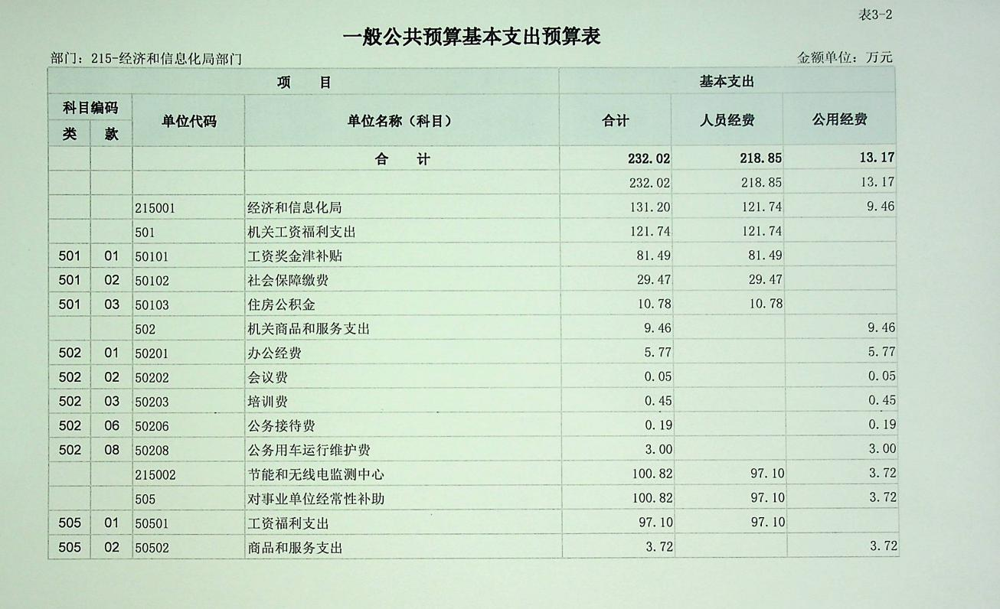 表3-2
一般公共预算基本支出预算表
部门：215-经济和信息化局部门 金额单位：万元
项 目 基本支出
科目编码 单位代码 单位名称（科目） 合计 人员经费 公用经费
类 款
合 计 232.02 218.85 13.17
232.02 218.85 13.17
215001 经济和信息化局 131.20 121.74 9.46
501 机关工资福利支出 121.74 121.74
501 01 50101 工资奖金津补贴 81.49 81.49
501 02 50102 社会保障缴费 29.47 29.47
501 03 50103 住房公积金 10.78 10.78
502 机关商品和服务支出 9.46 9.46
502 01 50201 办公经费 5.77 5.77
502 02 50202 会议费 0.05 0.05
502 03 50203 培训费 0.45 0.45
502 06 50206 公务接待费 0.19 0.19
502 08 50208 公务用车运行维护费 3.00 3.00
215002 节能和无线电监测中心 100.82 97.10 3.72
505 对事业单位经常性补助 100.82 97.10 3.72
505 01 50501 工资福利支出 97.10 97.10
505 02 50502 商品和服务支出 3.72 3.72